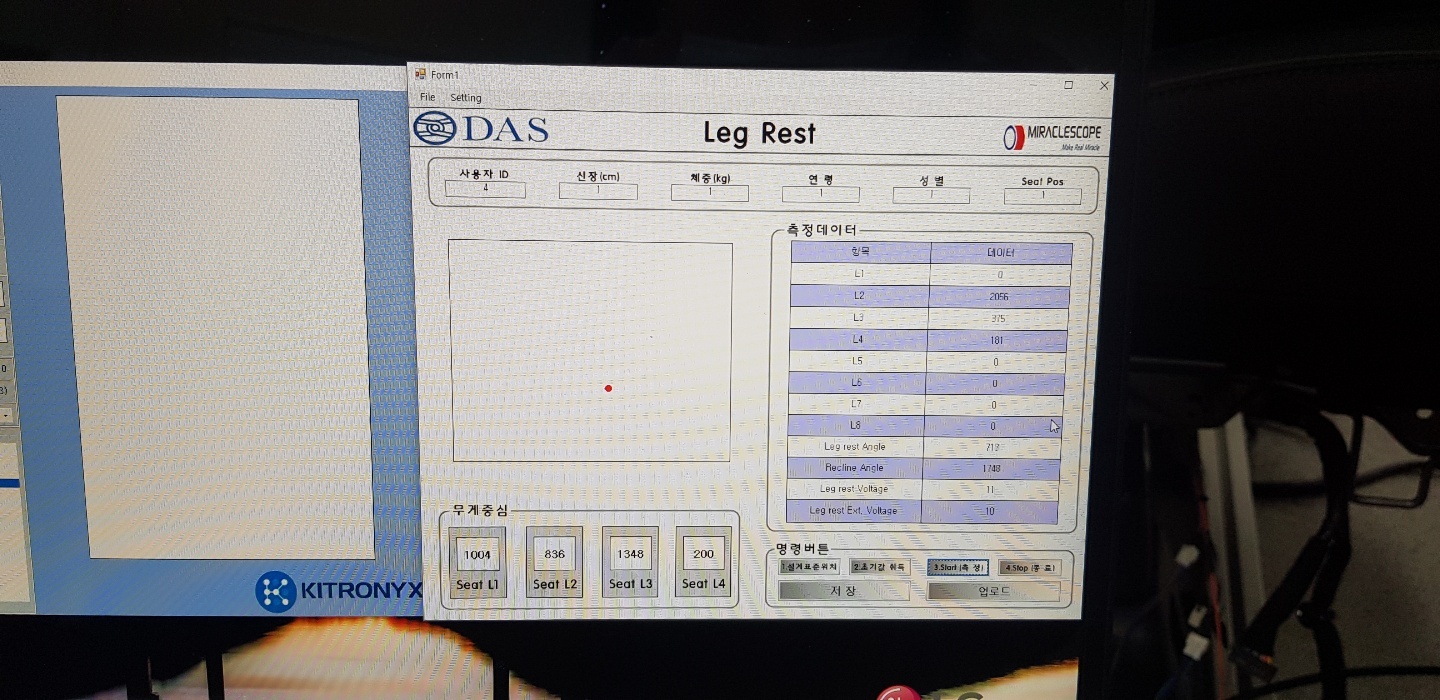 Form1
File Setting
DAS
Leg Rest
MIRACLESCOPE
Make Real Miracle
사용자 ID 신장(cm) 체중(kg) 연 령 성 별 Seat Pos
4 1 1 1 1 1
측정데이터
항목 데이터
L1 0
L2 2056
L3 375
L4 181
L5 0
L6 0
L7 0
L8 0
Leg rest Angle 713
Recline Angle 1748
Leg rest Voltage 11
Leg rest Ext. Voltage 10
무게중심
1004 836 1348 200
Seat L1 Seat L2 Seat L3 Seat L4
명령버튼
1.설계표준위치 2.초기값 취득 3.Start (측 정) 4.Stop (종 료)
저 장 업로드
KITRONYX
0
3)